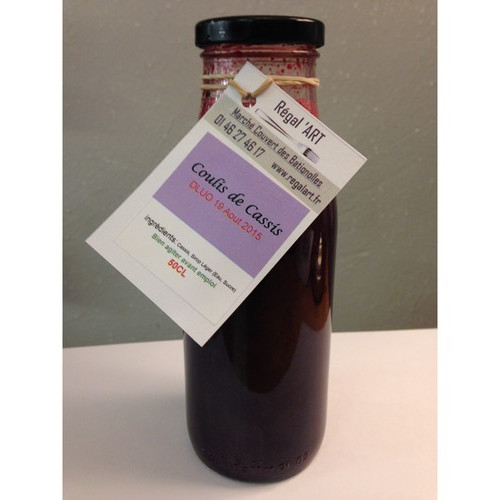 Régal 'ART
Marché Couvert des Batignolles
01 46 27 46 17
www.regalart.fr
Coulis de Cassis
DLUO 19 Aout 2015
ingrédients: Cassis, Sirop Léger (Eau, Sucre)
Bien agiter avant emploi
50CL